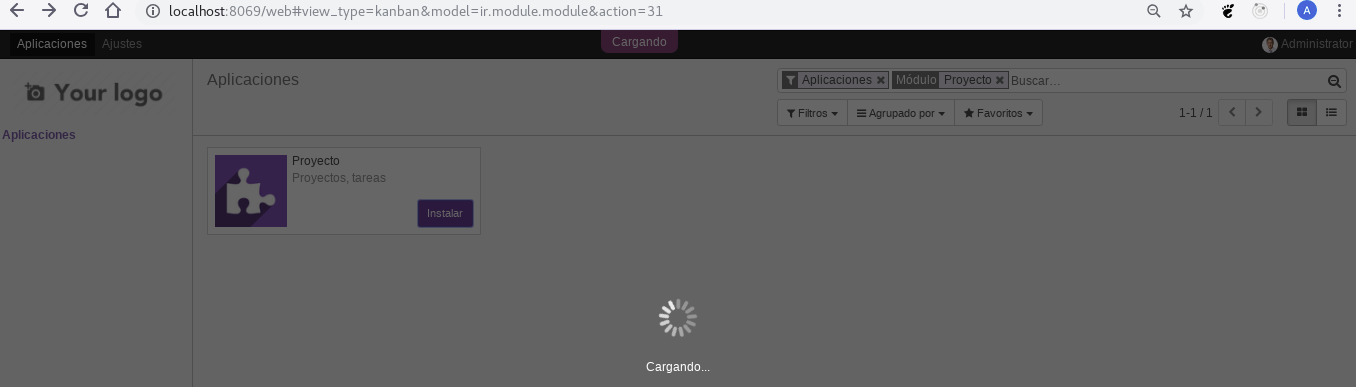 localhost:8069/web#view_type=kanban&model=ir.module.module&action=31
A
Aplicaciones Ajustes Cargando Administrator
Your logo
Aplicaciones
Aplicaciones
Aplicaciones Módulo Proyecto Buscar...
Filtros Agrupado por Favoritos 1-1 / 1
Proyecto
Proyectos, tareas
Instalar
Cargando...